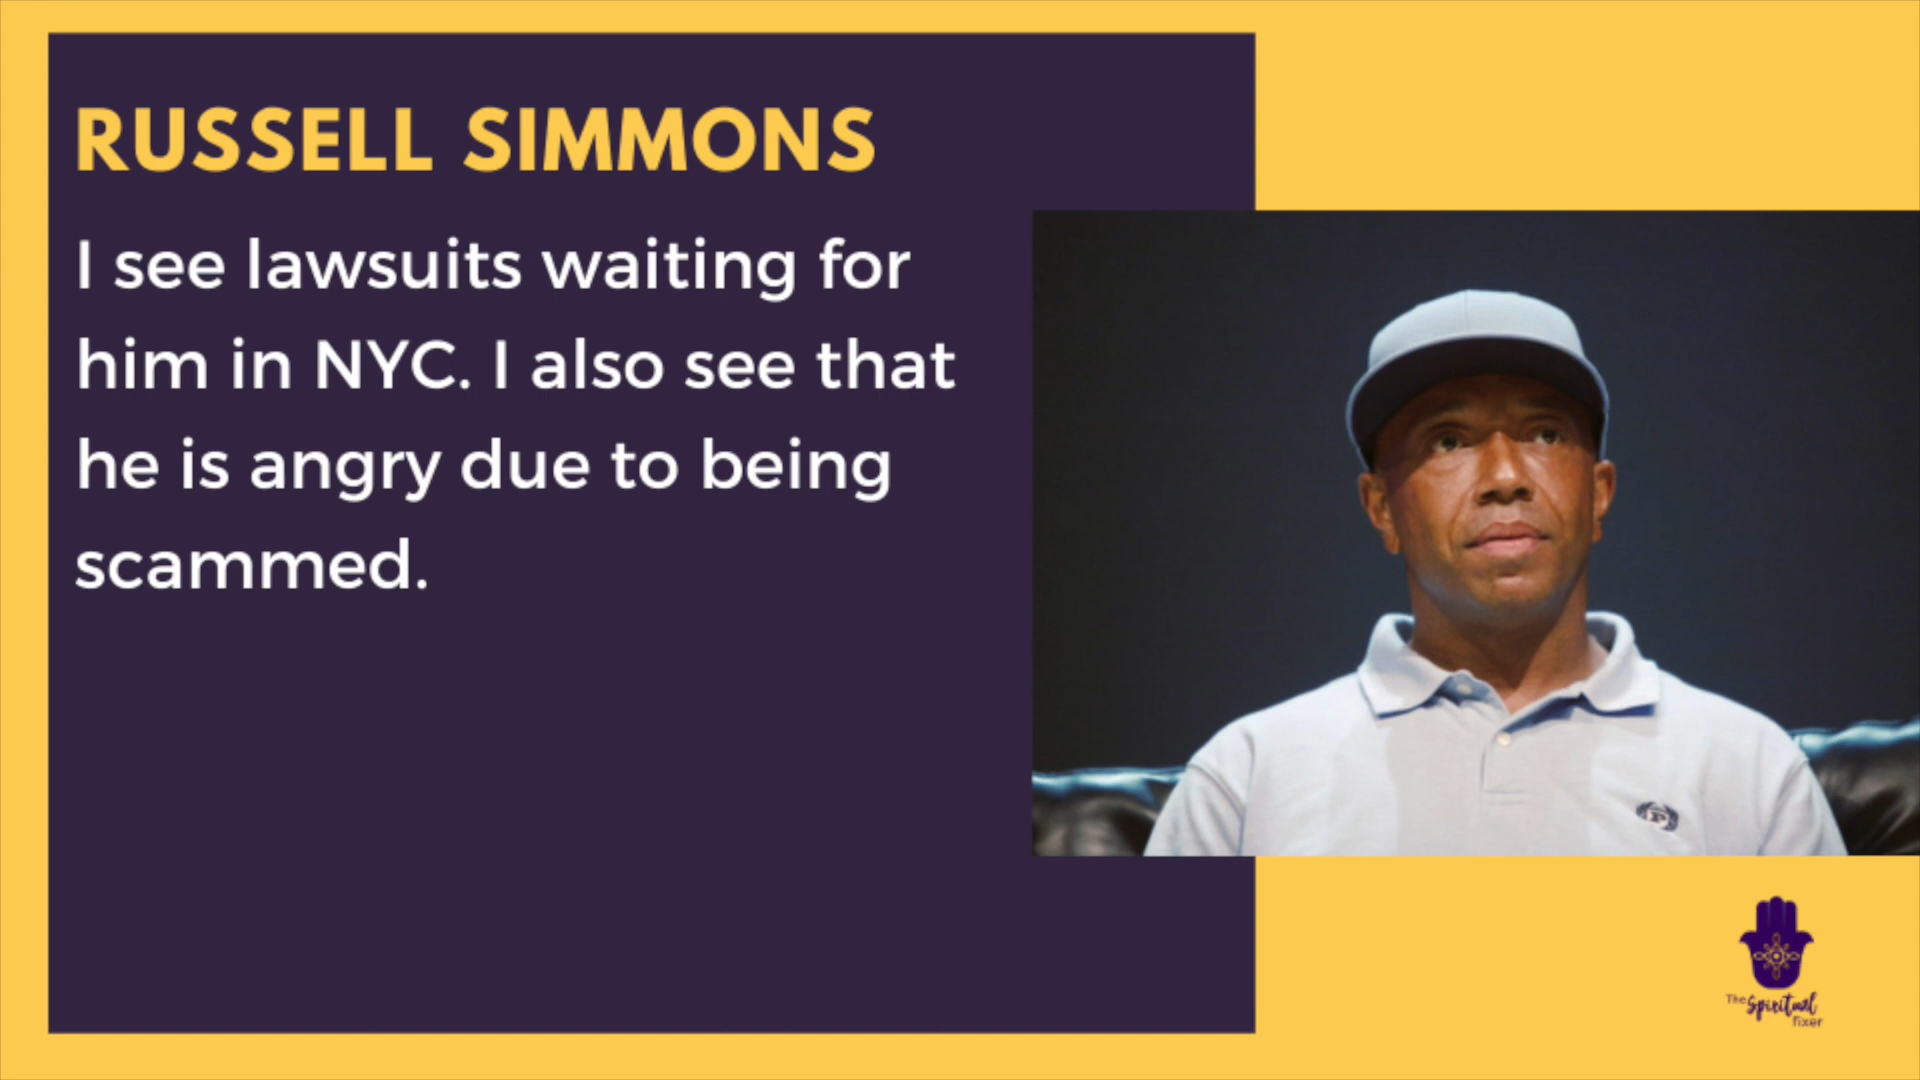 RUSSELL SIMMONS
I see lawsuits waiting for
him in NYC. I also see that
he is angry due to being
scammed.
P
The Spiritual
fixer